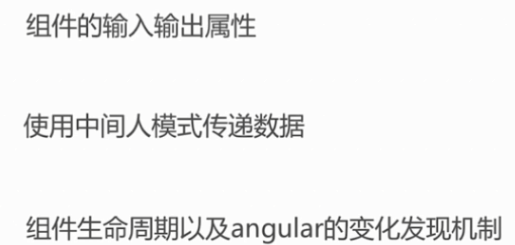 组件的输入输出属性
使用中间人模式传递数据
组件生命周期以及angular的变化发现机制